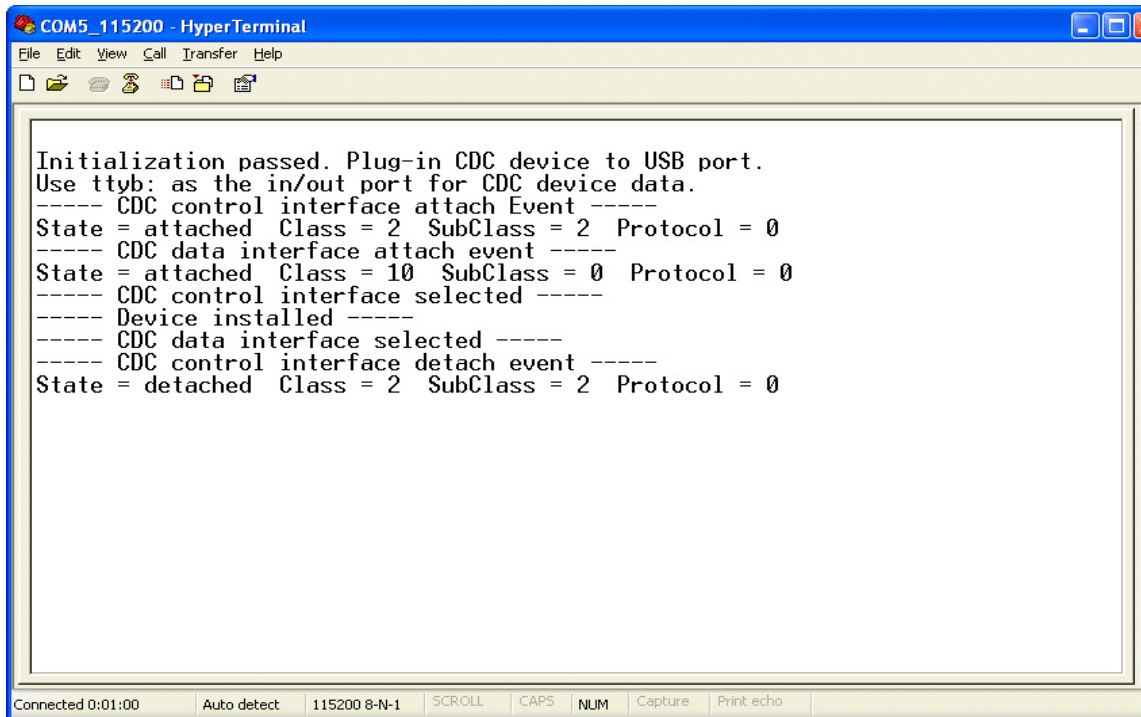 COM5_115200 - HyperTerminal
File Edit View Call Transfer Help
Initialization passed. Plug-in CDC device to USB port.
Use ttyb: as the in/out port for CDC device data.
----- CDC control interface attach Event -----
State = attached Class = 2 SubClass = 2 Protocol = 0
----- CDC data interface attach event -----
State = attached Class = 10 SubClass = 0 Protocol = 0
----- CDC control interface selected -----
----- Device installed -----
----- CDC data interface selected -----
----- CDC control interface detach event -----
State = detached Class = 2 SubClass = 2 Protocol = 0
Connected 0:01:00 Auto detect 115200 8-N-1 SCROLL CAPS NUM Capture Print echo